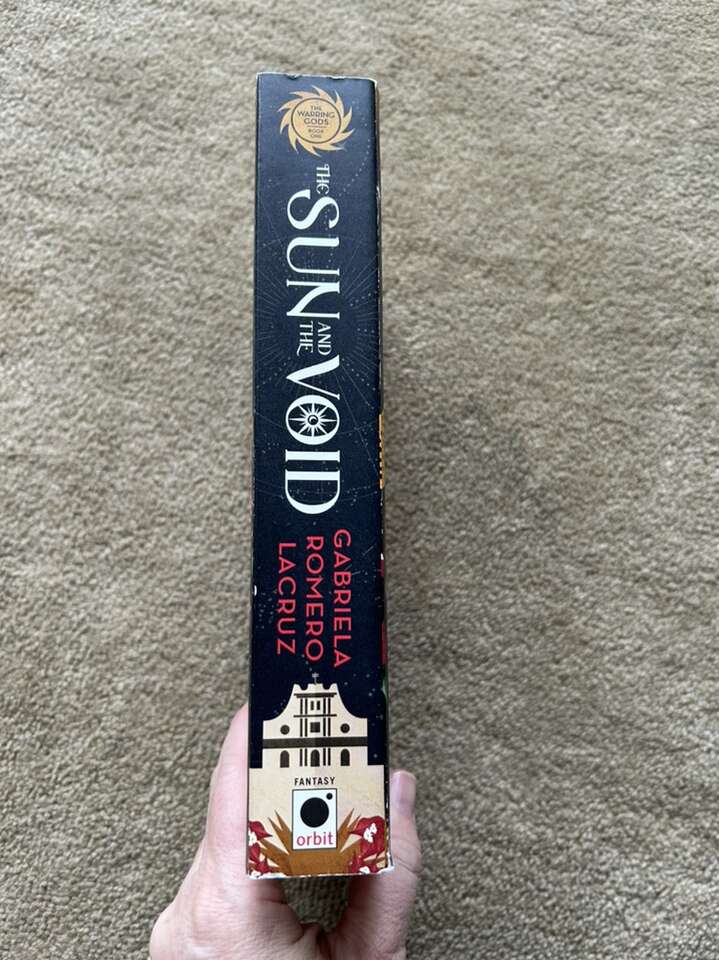 THE
WARRING
GODS
BOOK
ONE
THE
SUN
AND
THE
VOID
GABRIELA
ROMERO
LACRUZ
FANTASY
orbit